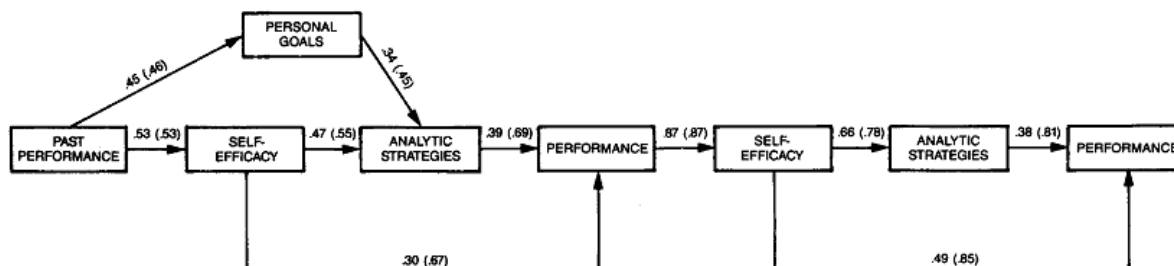 PERSONAL
GOALS
.45 (.46)
.34 (.45)
PAST
PERFORMANCE
.53 (.53)
SELF-
EFFICACY
.47 (.55)
ANALYTIC
STRATEGIES
.39 (.69)
PERFORMANCE
.87 (.87)
SELF-
EFFICACY
.66 (.78)
ANALYTIC
STRATEGIES
.38 (.81)
PERFORMANCE
.30 (.67)
.49 (.85)